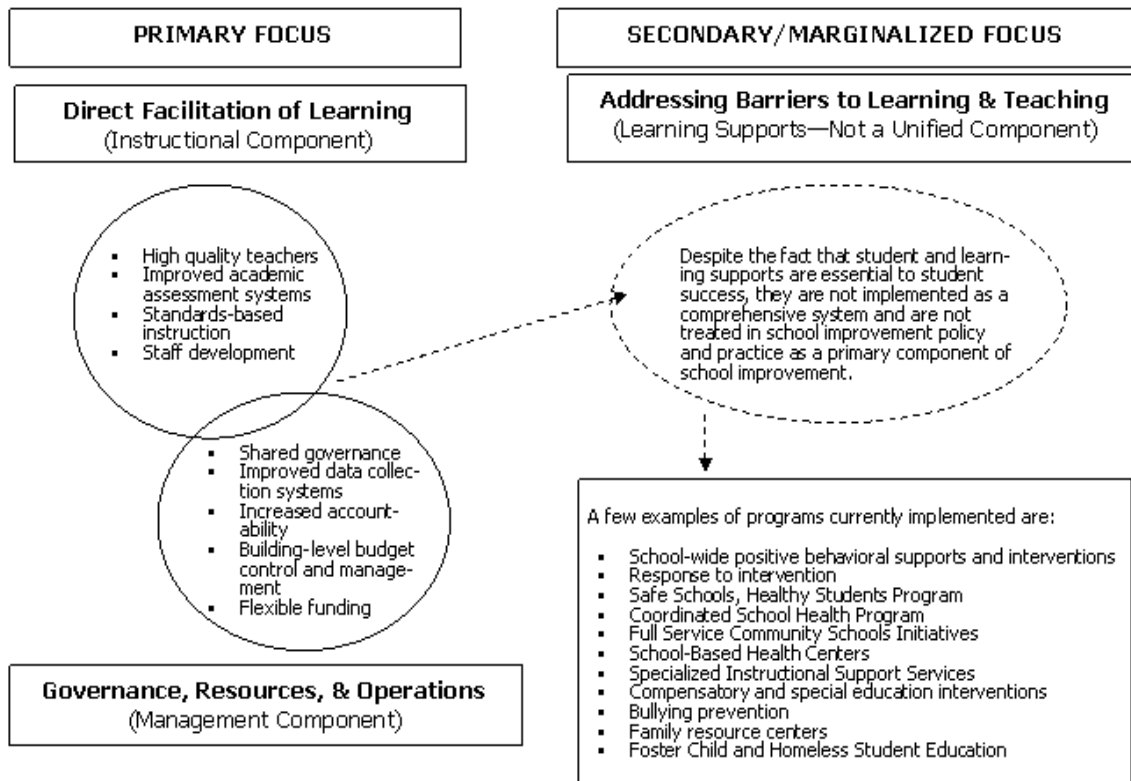 PRIMARY FOCUS
Direct Facilitation of Learning
(Instructional Component)
▪ High quality teachers
▪ Improved academic
assessment systems
▪ Standards-based
instruction
▪ Staff development
▪ Shared governance
▪ Improved data collec-
tion systems
▪ Increased account-
ability
▪ Building-level budget
control and manage-
ment
▪ Flexible funding
Governance, Resources, & Operations
(Management Component)
SECONDARY/MARGINALIZED FOCUS
Addressing Barriers to Learning & Teaching
(Learning Supports—Not a Unified Component)
Despite the fact that student and learn-
ing supports are essential to student
success, they are not implemented as a
comprehensive system and are not
treated in school improvement policy
and practice as a primary component of
school improvement.
A few examples of programs currently implemented are:
▪ School-wide positive behavioral supports and interventions
▪ Response to intervention
▪ Safe Schools, Healthy Students Program
▪ Coordinated School Health Program
▪ Full Service Community Schools Initiatives
▪ School-Based Health Centers
▪ Specialized Instructional Support Services
▪ Compensatory and special education interventions
▪ Bullying prevention
▪ Family resource centers
▪ Foster Child and Homeless Student Education